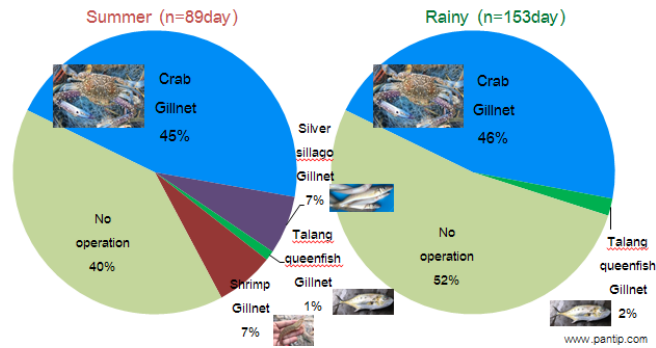 Summer (n=89day)
Crab
Gillnet
45%
Silver
sillago
Gillnet
7%
Talang
queenfish
Gillnet
1%
Shrimp
Gillnet
7%
No
operation
40%
Rainy (n=153day)
Crab
Gillnet
46%
Talang
queenfish
Gillnet
2%
No
operation
52%
www.pantip.com